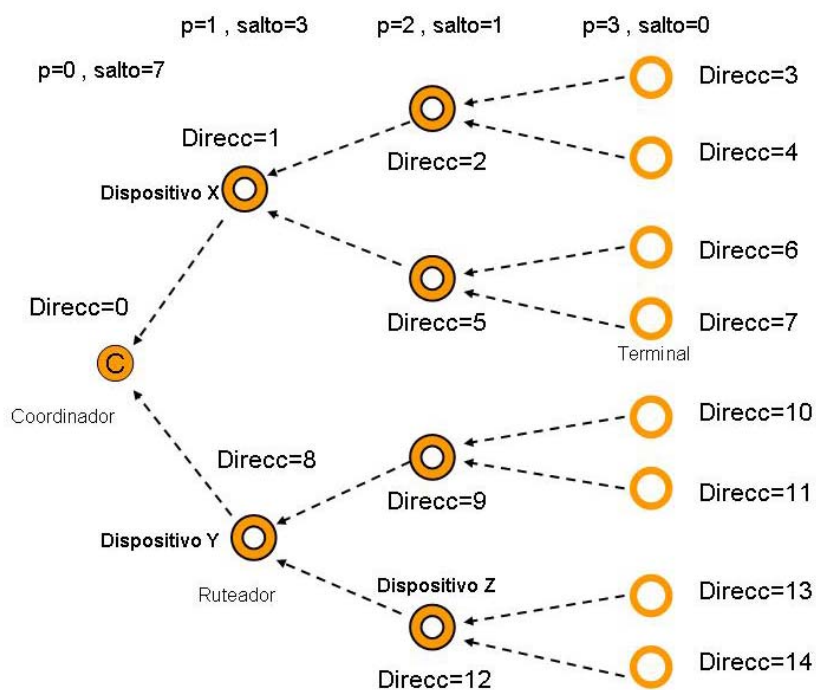 p=1 , salto=3
p=2 , salto=1
p=3 , salto=0
p=0 , salto=7
Direcc=3
Direcc=1
Direcc=2
Direcc=4
Dispositivo X
Direcc=6
Direcc=0
Direcc=5
Direcc=7
Terminal
C
Coordinador
Direcc=10
Direcc=8
Direcc=9
Direcc=11
Dispositivo Y
Dispositivo Z
Ruteador
Direcc=13
Direcc=12
Direcc=14